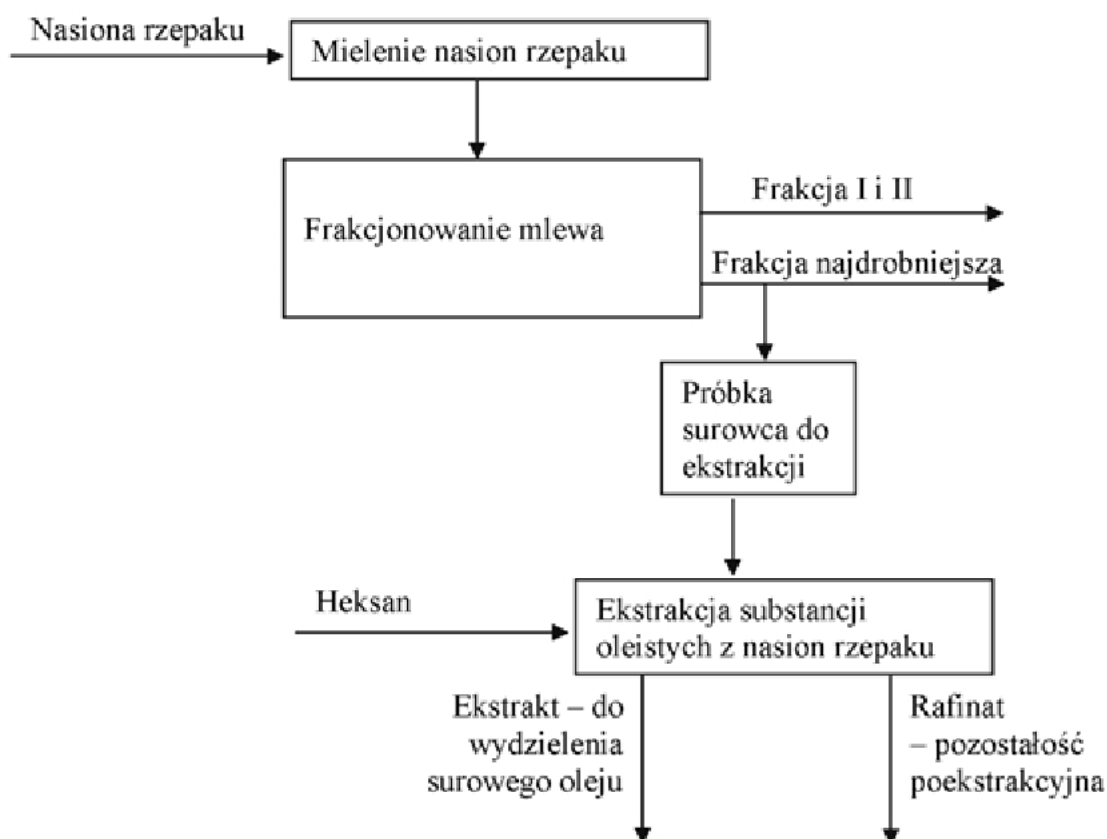 Nasiona rzepaku
Mielenie nasion rzepaku
Frakcjonowanie mlewa
Frakcja I i II
Frakcja najdrobniejsza
Próbka
surowca do
ekstrakcji
Heksan
Ekstrakcja substancji
oleistych z nasion rzepaku
Ekstrakt – do
wydzielenia
surowego oleju
Rafinat
– pozostałość
poekstrakcyjna